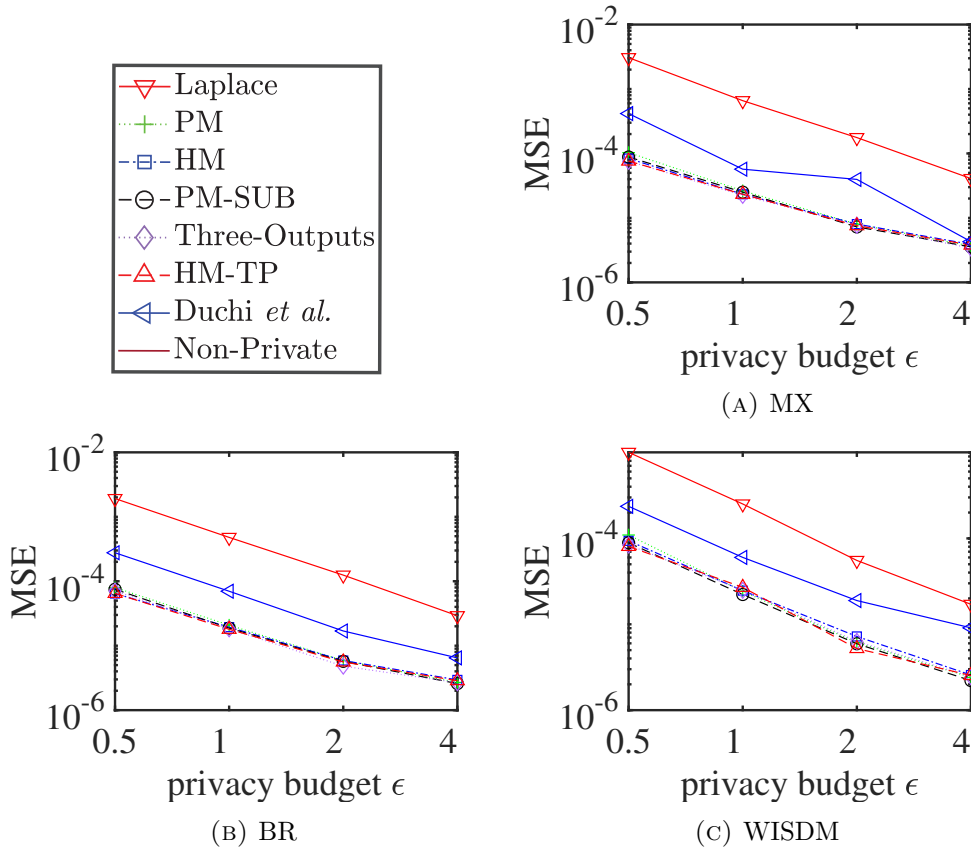 Laplace
PM
HM
PM-SUB
Three-Outputs
HM-TP
Duchi et al.
Non-Private
10^-2
10^-4
10^-6
MSE
0.5 1 2 4
privacy budget ϵ
(A) MX
10^-2
10^-4
10^-6
MSE
0.5 1 2 4
privacy budget ϵ
(B) BR
10^-4
10^-6
MSE
0.5 1 2 4
privacy budget ϵ
(C) WISDM